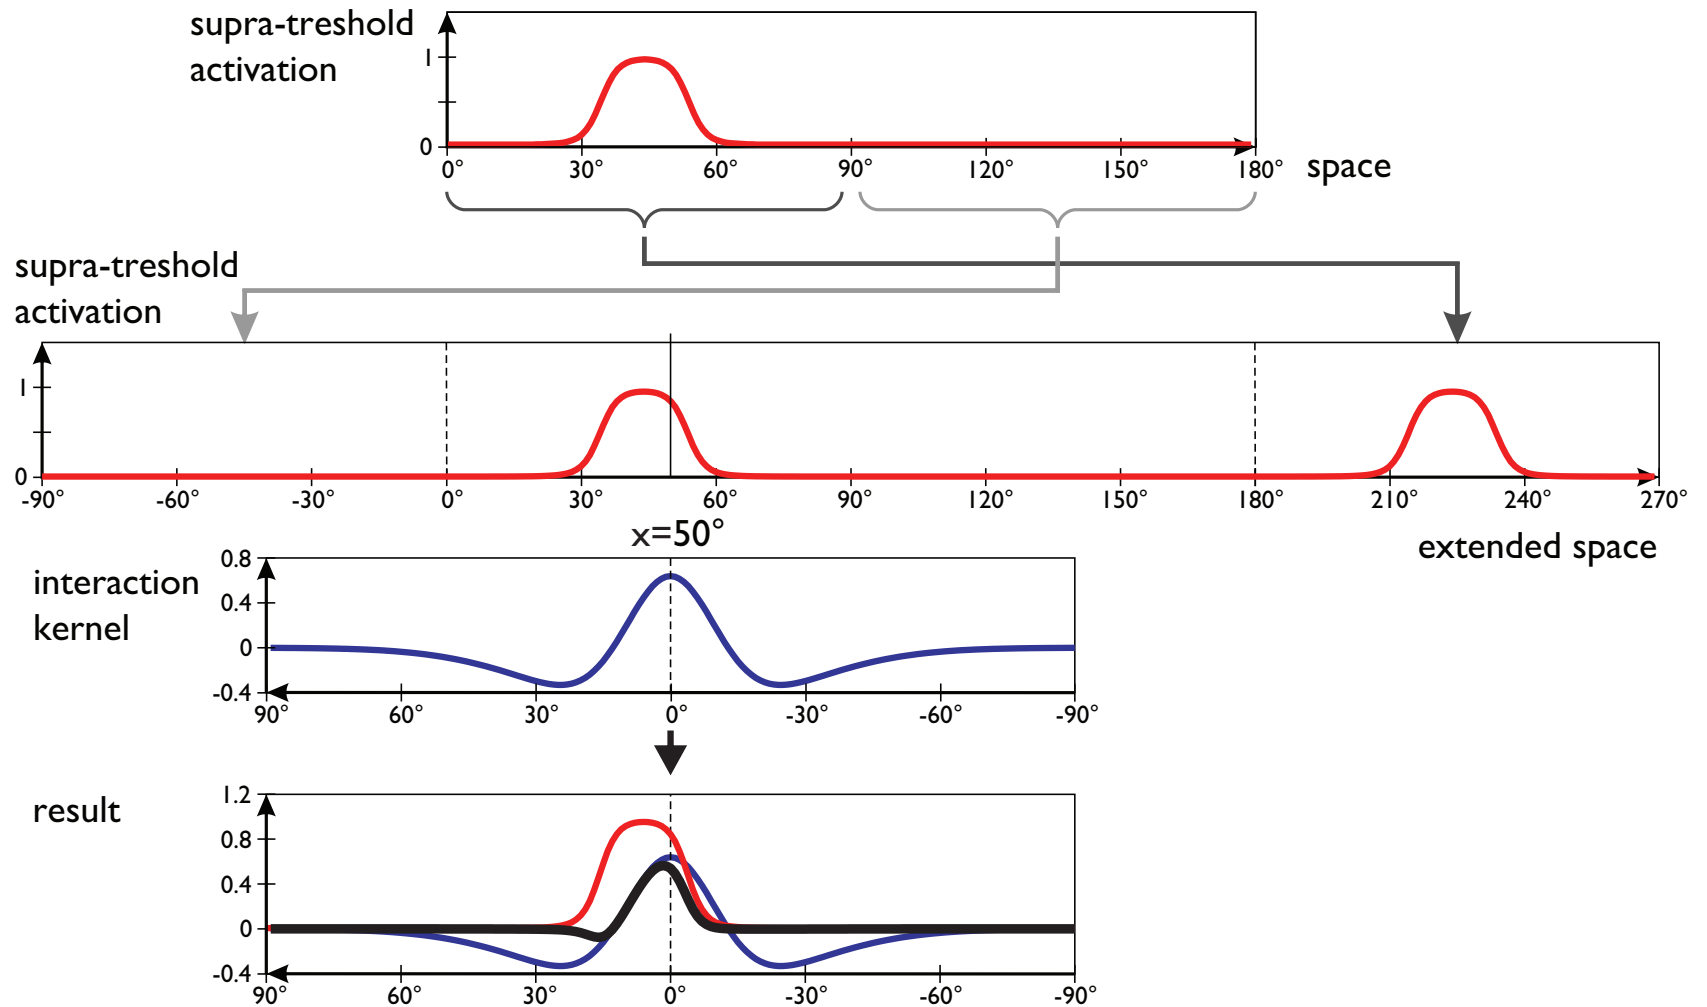 supra-treshold
activation
1
0
0° 30° 60° 90° 120° 150° 180°
space
supra-treshold
activation
1
0
-90° -60° -30° 0° 30° 60° 90° 120° 150° 180° 210° 240° 270°
x=50°
extended space
interaction
kernel
0.8
0.4
0
-0.4
90° 60° 30° 0° -30° -60° -90°
result
1.2
0.8
0.4
0
-0.4
90° 60° 30° 0° -30° -60° -90°